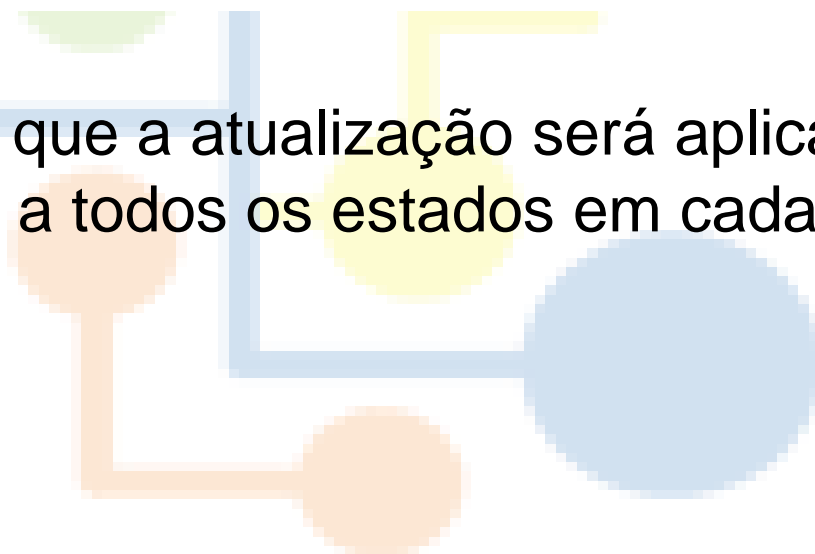 que a atualização será aplica
a todos os estados em cada